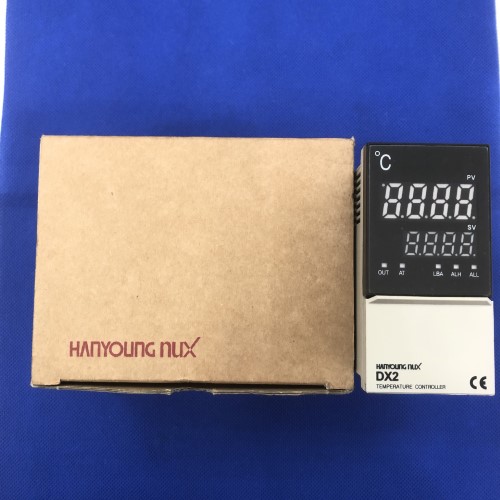 HANYOUNG nux
°C
PV
8.8.8.8
SV
8.8.8.8
OUT AT LBA ALH ALL
HANYOUNG nux
DX2
TEMPERATURE CONTROLLER
CE